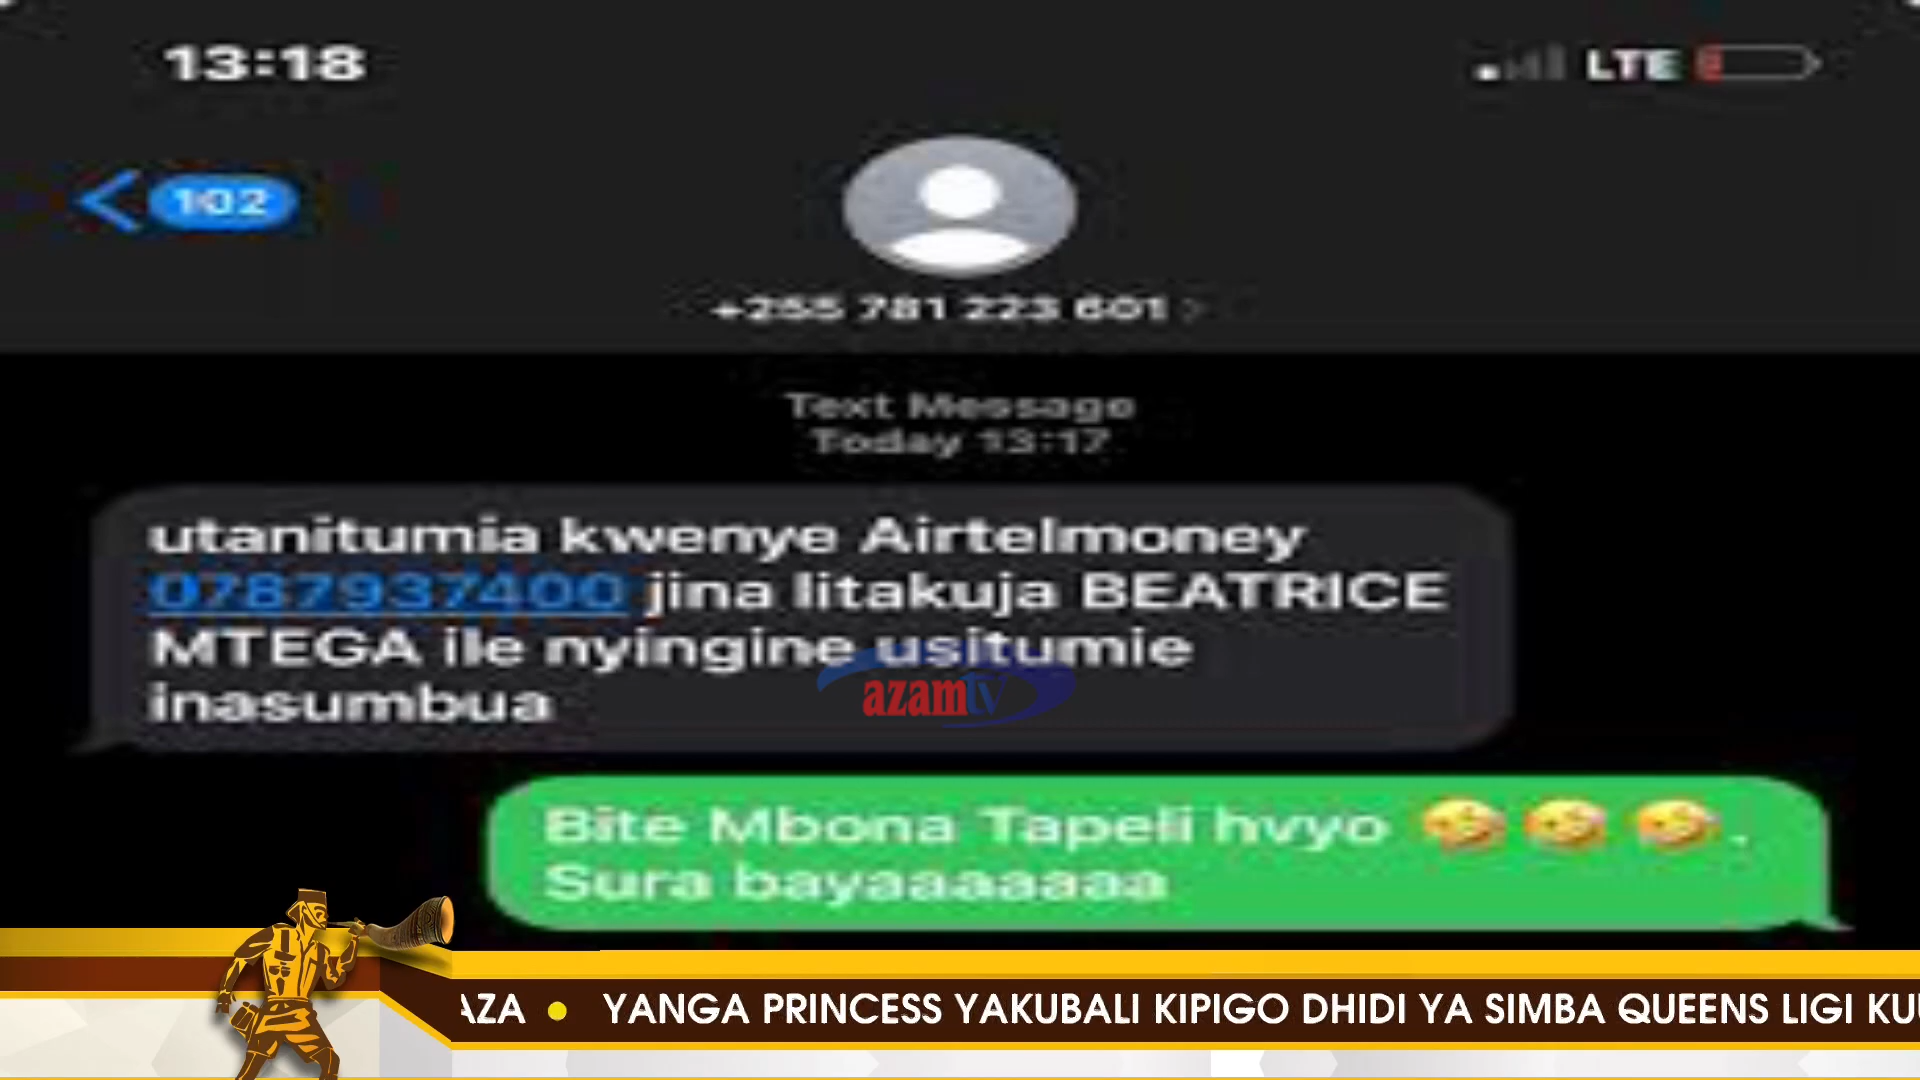 13:18
LTE
102
+255 781 223 601
Text Message
Today 13:17
utanitumia kwenye Airtelmoney
0787937400 jina litakuja BEATRICE
MTEGA ile nyingine usitumie
inasumbua
azamtv
Bite Mbona Tapeli hvyo 🤣🤣🤣.
Sura bayaaaaaaaa
AZA • YANGA PRINCESS YAKUBALI KIPIGO DHIDI YA SIMBA QUEENS LIGI KUU